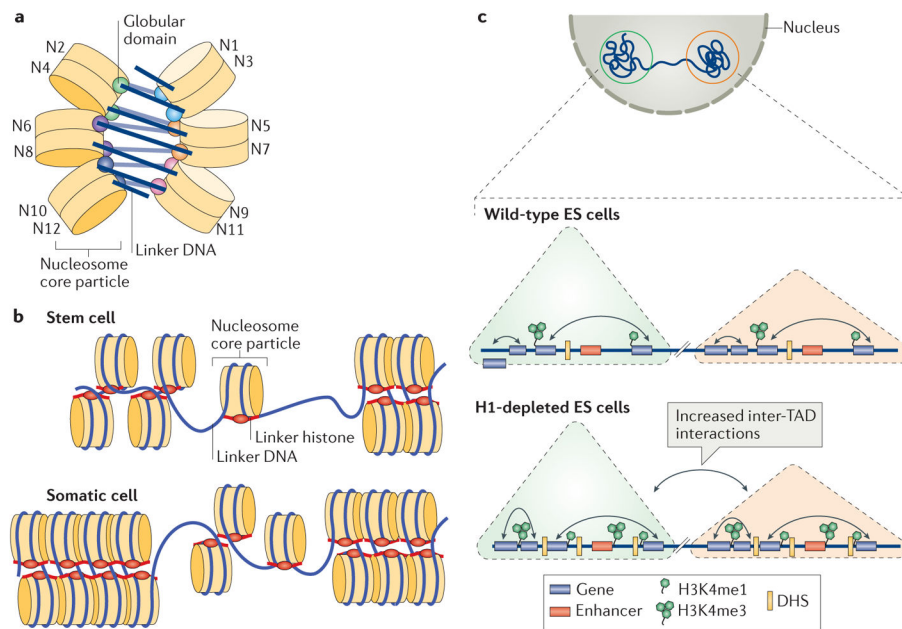 a
Globular
domain
N2
N4
N1
N3
N6
N8
N5
N7
N10
N12
N9
N11
Linker DNA
Nucleosome
core particle
b
Stem cell
Nucleosome
core particle
Linker histone
Linker DNA
Somatic cell
c
Nucleus
Wild-type ES cells
H1-depleted ES cells
Increased inter-TAD
interactions
Gene
Enhancer
H3K4me1
H3K4me3
DHS